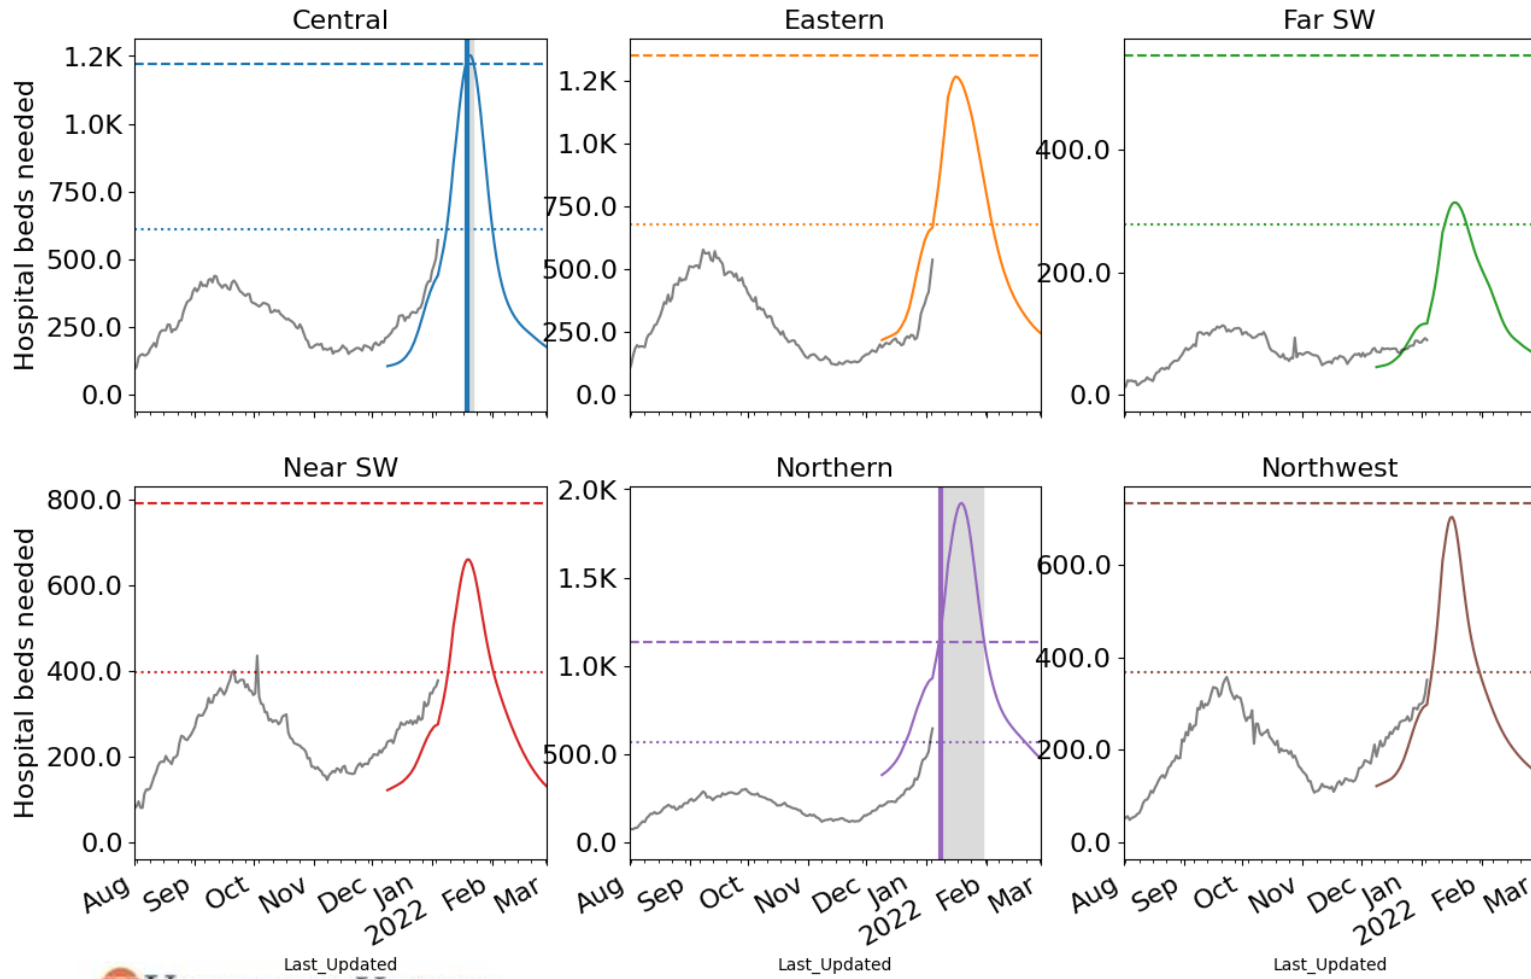 Central
Eastern
Far SW
Hospital beds needed
1.2K
1.0K
750.0
500.0
250.0
0.0
1.2K
1.0K
750.0
500.0
250.0
0.0
400.0
200.0
0.0
Near SW
Northern
Northwest
Hospital beds needed
800.0
600.0
400.0
200.0
0.0
2.0K
1.5K
1.0K
500.0
0.0
600.0
400.0
200.0
0.0
Aug Sep Oct Nov Dec Jan 2022 Feb Mar
Aug Sep Oct Nov Dec Jan 2022 Feb Mar
Aug Sep Oct Nov Dec Jan 2022 Feb Mar
Last_Updated
Last_Updated
Last_Updated